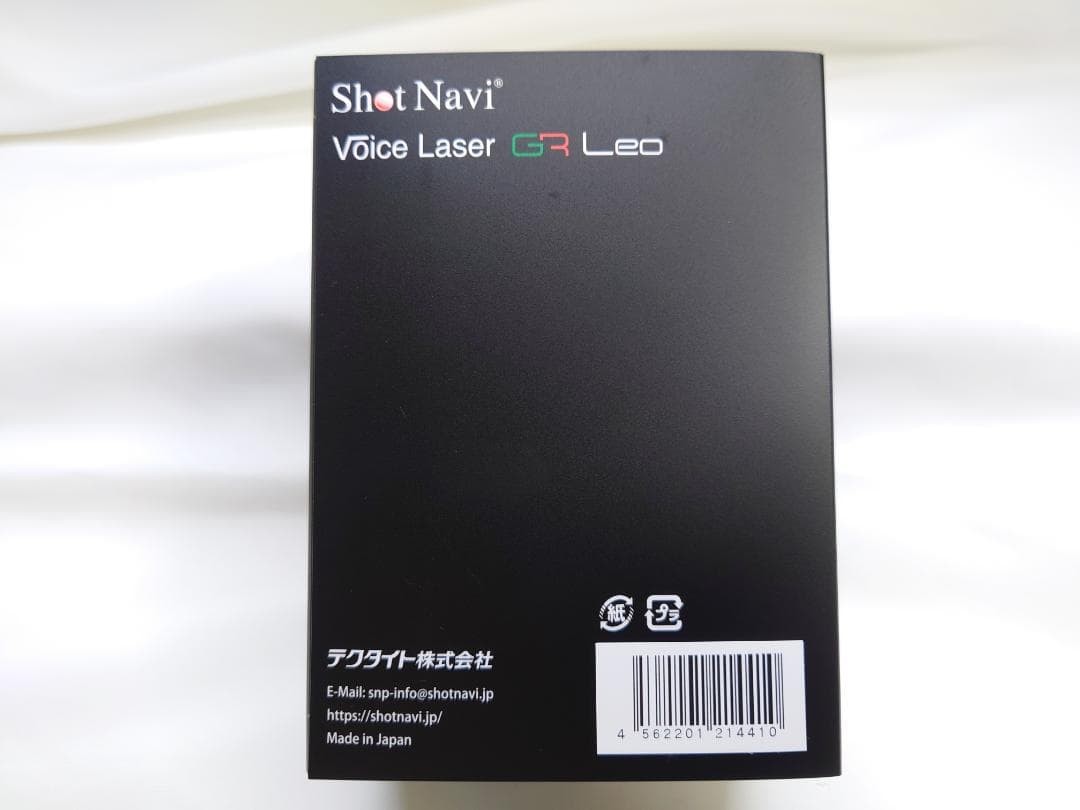 Shot Navi®
Voice Laser GR Leo
紙
プラ
テクタイト株式会社
E-Mail: snp-info@shotnavi.jp
https://shotnavi.jp/
Made in Japan
4 562201 214410